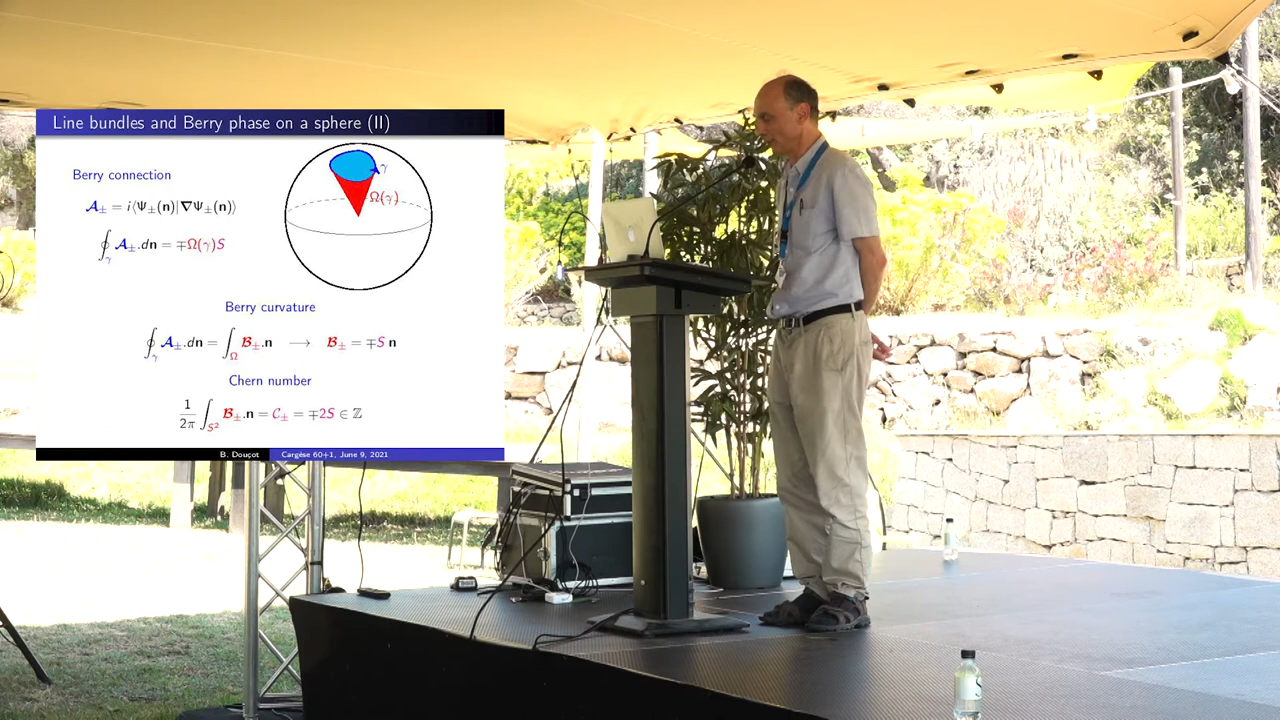 Line bundles and Berry phase on a sphere (II)
Berry connection
𝓐± = i⟨Ψ±(n)|∇Ψ±(n)⟩
∮γ 𝓐±.dn = ∓Ω(γ)S
γ
Ω(γ)
Berry curvature
∮γ 𝓐±.dn = ∫Ω 𝓑±.n ⟶ 𝓑± = ∓S n
Chern number
1/2π ∫S² 𝓑±.n = 𝒞± = ∓2S ∈ ℤ
B. Douçot Cargèse 60+1, June 9, 2021